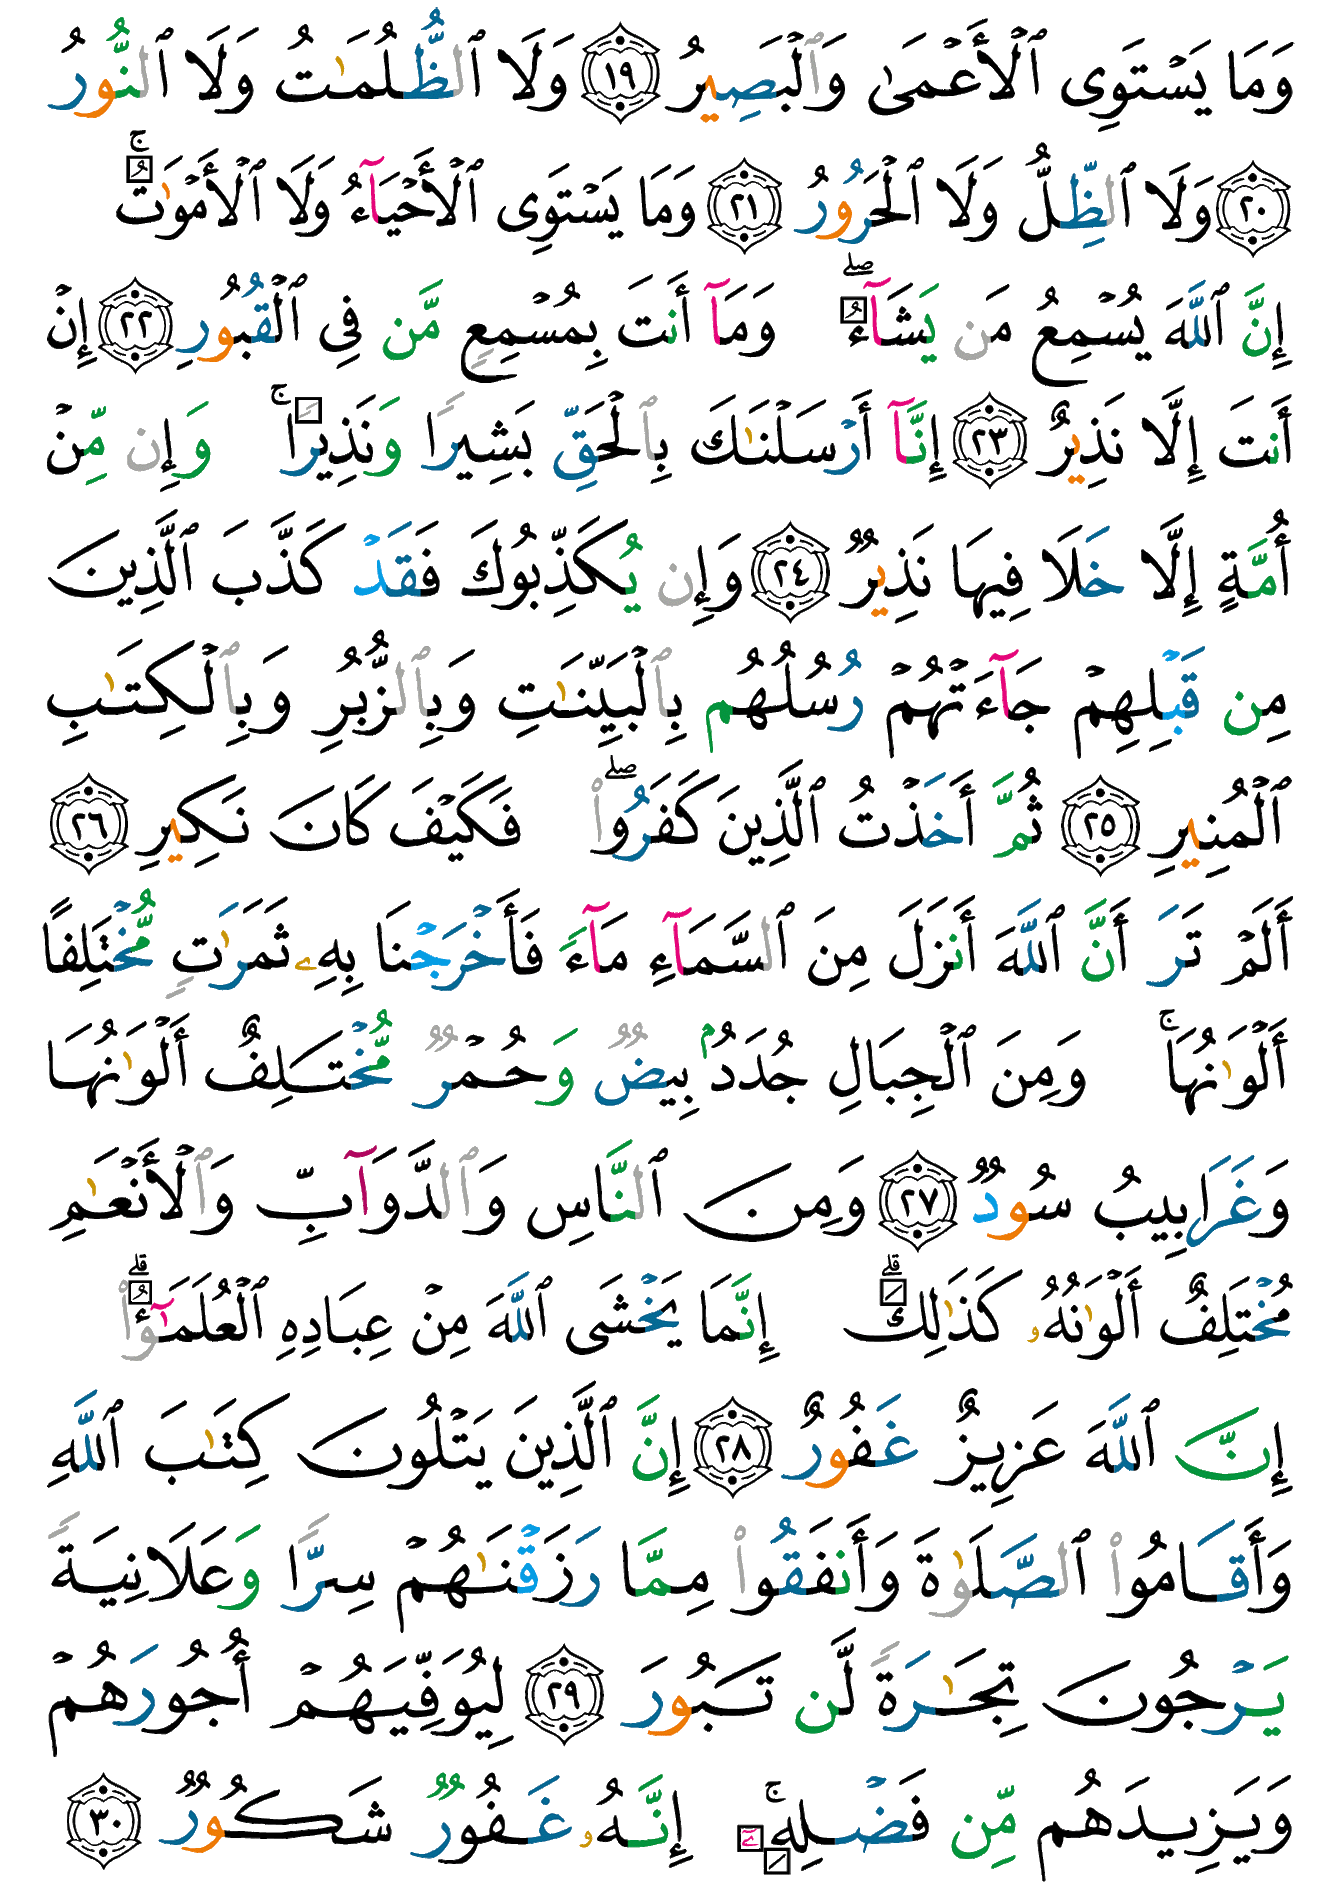 وَمَا يَسْتَوِى ٱلْأَعْمَىٰ وَٱلْبَصِيرُ ١٩ وَلَا ٱلظُّلُمَـٰتُ وَلَا ٱلنُّورُ
٢٠ وَلَا ٱلظِّلُّ وَلَا ٱلْحَرُورُ ٢١ وَمَا يَسْتَوِى ٱلْأَحْيَآءُ وَلَا ٱلْأَمْوَٰتُ ۚ
إِنَّ ٱللَّهَ يُسْمِعُ مَن يَشَآءُ ۖ وَمَآ أَنتَ بِمُسْمِعٍ مَّن فِى ٱلْقُبُورِ ٢٢ إِنْ
أَنتَ إِلَّا نَذِيرٌ ٢٣ إِنَّآ أَرْسَلْنَـٰكَ بِٱلْحَقِّ بَشِيرًا وَنَذِيرًا ۚ وَإِن مِّنْ
أُمَّةٍ إِلَّا خَلَا فِيهَا نَذِيرٌ ٢٤ وَإِن يُكَذِّبُوكَ فَقَدْ كَذَّبَ ٱلَّذِينَ
مِن قَبْلِهِمْ جَآءَتْهُمْ رُسُلُهُم بِٱلْبَيِّنَـٰتِ وَبِٱلزُّبُرِ وَبِٱلْكِتَـٰبِ
ٱلْمُنِيرِ ٢٥ ثُمَّ أَخَذْتُ ٱلَّذِينَ كَفَرُوا۟ ۖ فَكَيْفَ كَانَ نَكِيرِ ٢٦
أَلَمْ تَرَ أَنَّ ٱللَّهَ أَنزَلَ مِنَ ٱلسَّمَآءِ مَآءً فَأَخْرَجْنَا بِهِۦ ثَمَرَٰتٍ مُّخْتَلِفًا
أَلْوَٰنُهَا ۚ وَمِنَ ٱلْجِبَالِ جُدَدٌۢ بِيضٌ وَحُمْرٌ مُّخْتَلِفٌ أَلْوَٰنُهَا
وَغَرَابِيبُ سُودٌ ٢٧ وَمِنَ ٱلنَّاسِ وَٱلدَّوَآبِّ وَٱلْأَنْعَـٰمِ
مُخْتَلِفٌ أَلْوَٰنُهُۥ كَذَٰلِكَ ۗ إِنَّمَا يَخْشَى ٱللَّهَ مِنْ عِبَادِهِ ٱلْعُلَمَـٰٓؤُا۟ ۗ
إِنَّ ٱللَّهَ عَزِيزٌ غَفُورٌ ٢٨ إِنَّ ٱلَّذِينَ يَتْلُونَ كِتَـٰبَ ٱللَّهِ
وَأَقَامُوا۟ ٱلصَّلَوٰةَ وَأَنفَقُوا۟ مِمَّا رَزَقْنَـٰهُمْ سِرًّا وَعَلَانِيَةً
يَرْجُونَ تِجَـٰرَةً لَّن تَبُورَ ٢٩ لِيُوَفِّيَهُمْ أُجُورَهُمْ
وَيَزِيدَهُم مِّن فَضْلِهِۦٓ ۚ إِنَّهُۥ غَفُورٌ شَكُورٌ ٣٠